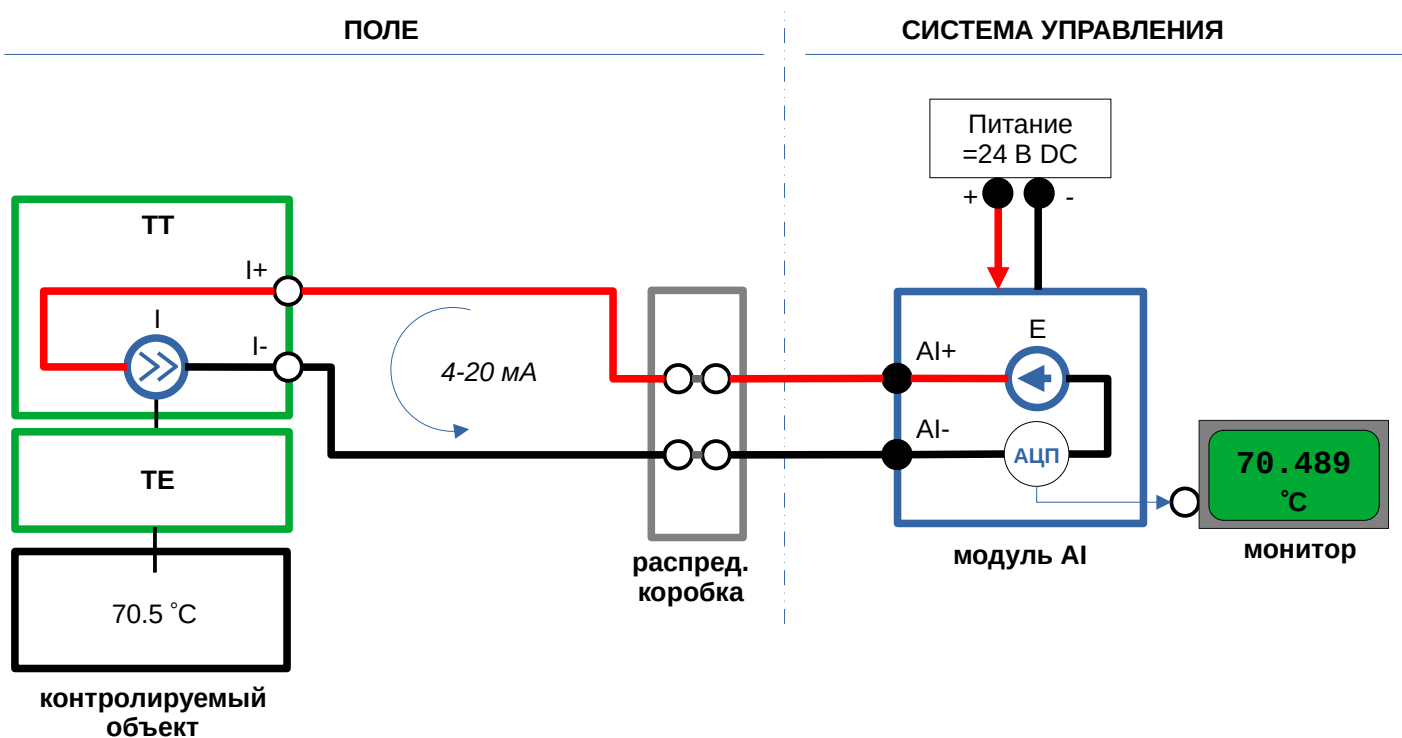 ПОЛЕ
СИСТЕМА УПРАВЛЕНИЯ
Питание
=24 В DC
+
-
TT
I+
I
I-
4-20 мА
E
AI+
AI-
АЦП
70.489
°C
TE
распред.
коробка
модуль AI
монитор
70.5 °C
контролируемый
объект